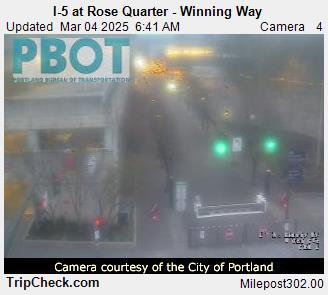 I-5 at Rose Quarter - Winning Way
Updated Mar 04 2025 6:41 AM Camera 4
PBOT
PORTLAND BUREAU OF TRANSPORTATION
Camera courtesy of the City of Portland
TripCheck.com Milepost302.00